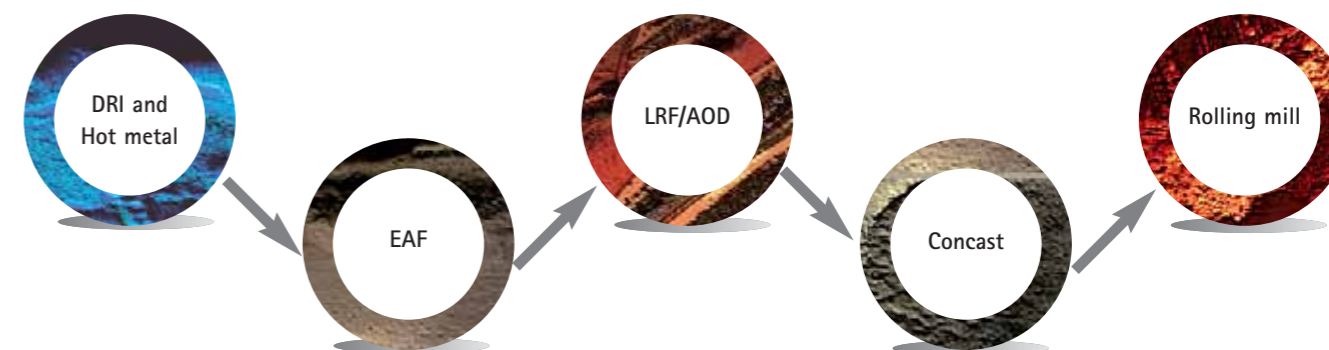 DRI and
Hot metal
EAF
LRF/AOD
Concast
Rolling mill